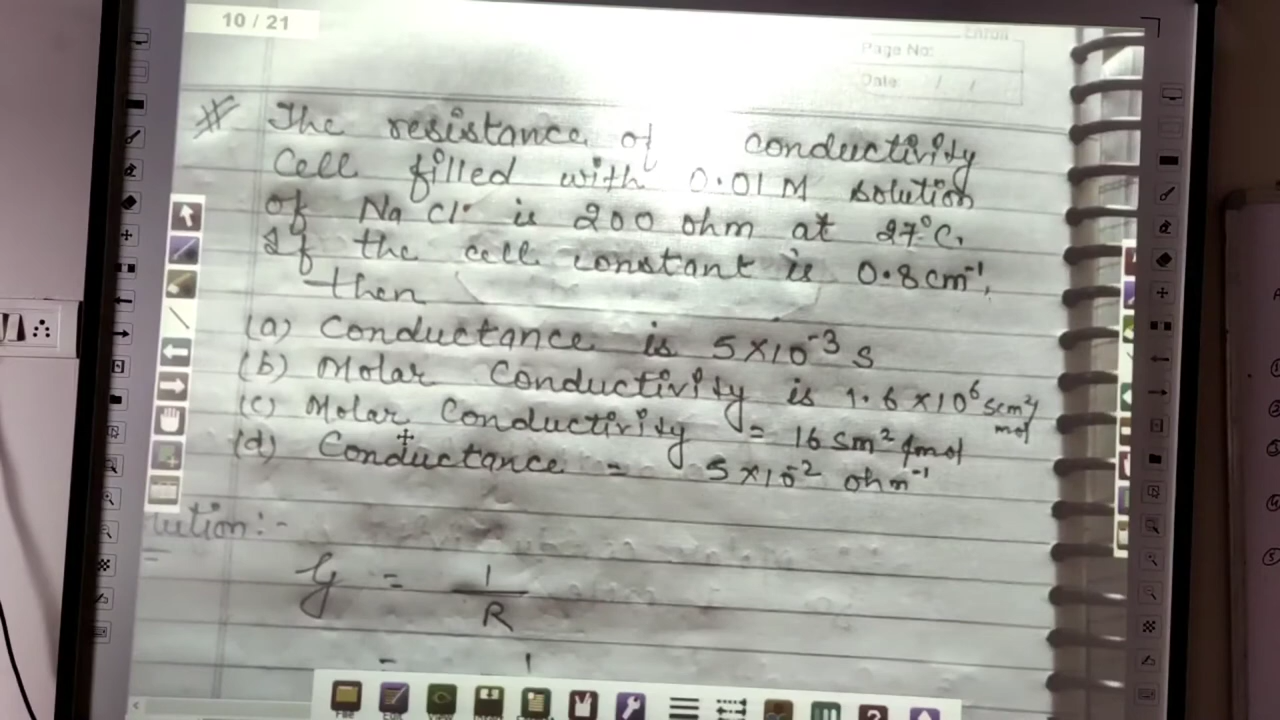 10 / 21
Page No:
Date: / /
# The resistance of conductivity
Cell filled with 0.01 M solution
of NaCl is 200 ohm at 27°C.
If the cell constant is 0.8 cm⁻¹,
then
(a) Conductance is 5×10⁻³ S
(b) Molar Conductivity is 1.6×10⁶ Scm²/mol
(c) Molar Conductivity = 16 Sm²/mol
(d) Conductance = 5×10⁻² ohm⁻¹
lution:-
G = 1/R
= 1